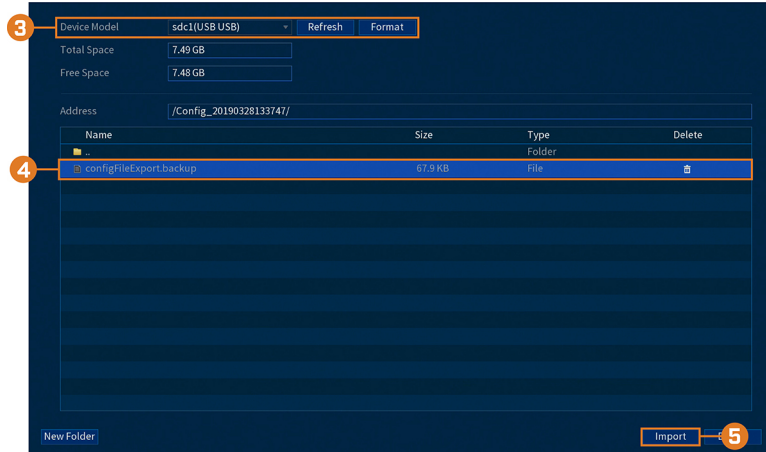 3 Device Model sdc1(USB USB) Refresh Format
Total Space 7.49 GB
Free Space 7.48 GB
Address /Config_20190328133747/
Name Size Type Delete
.. Folder
4 configFileExport.backup 67.9 KB File
New Folder Import 5